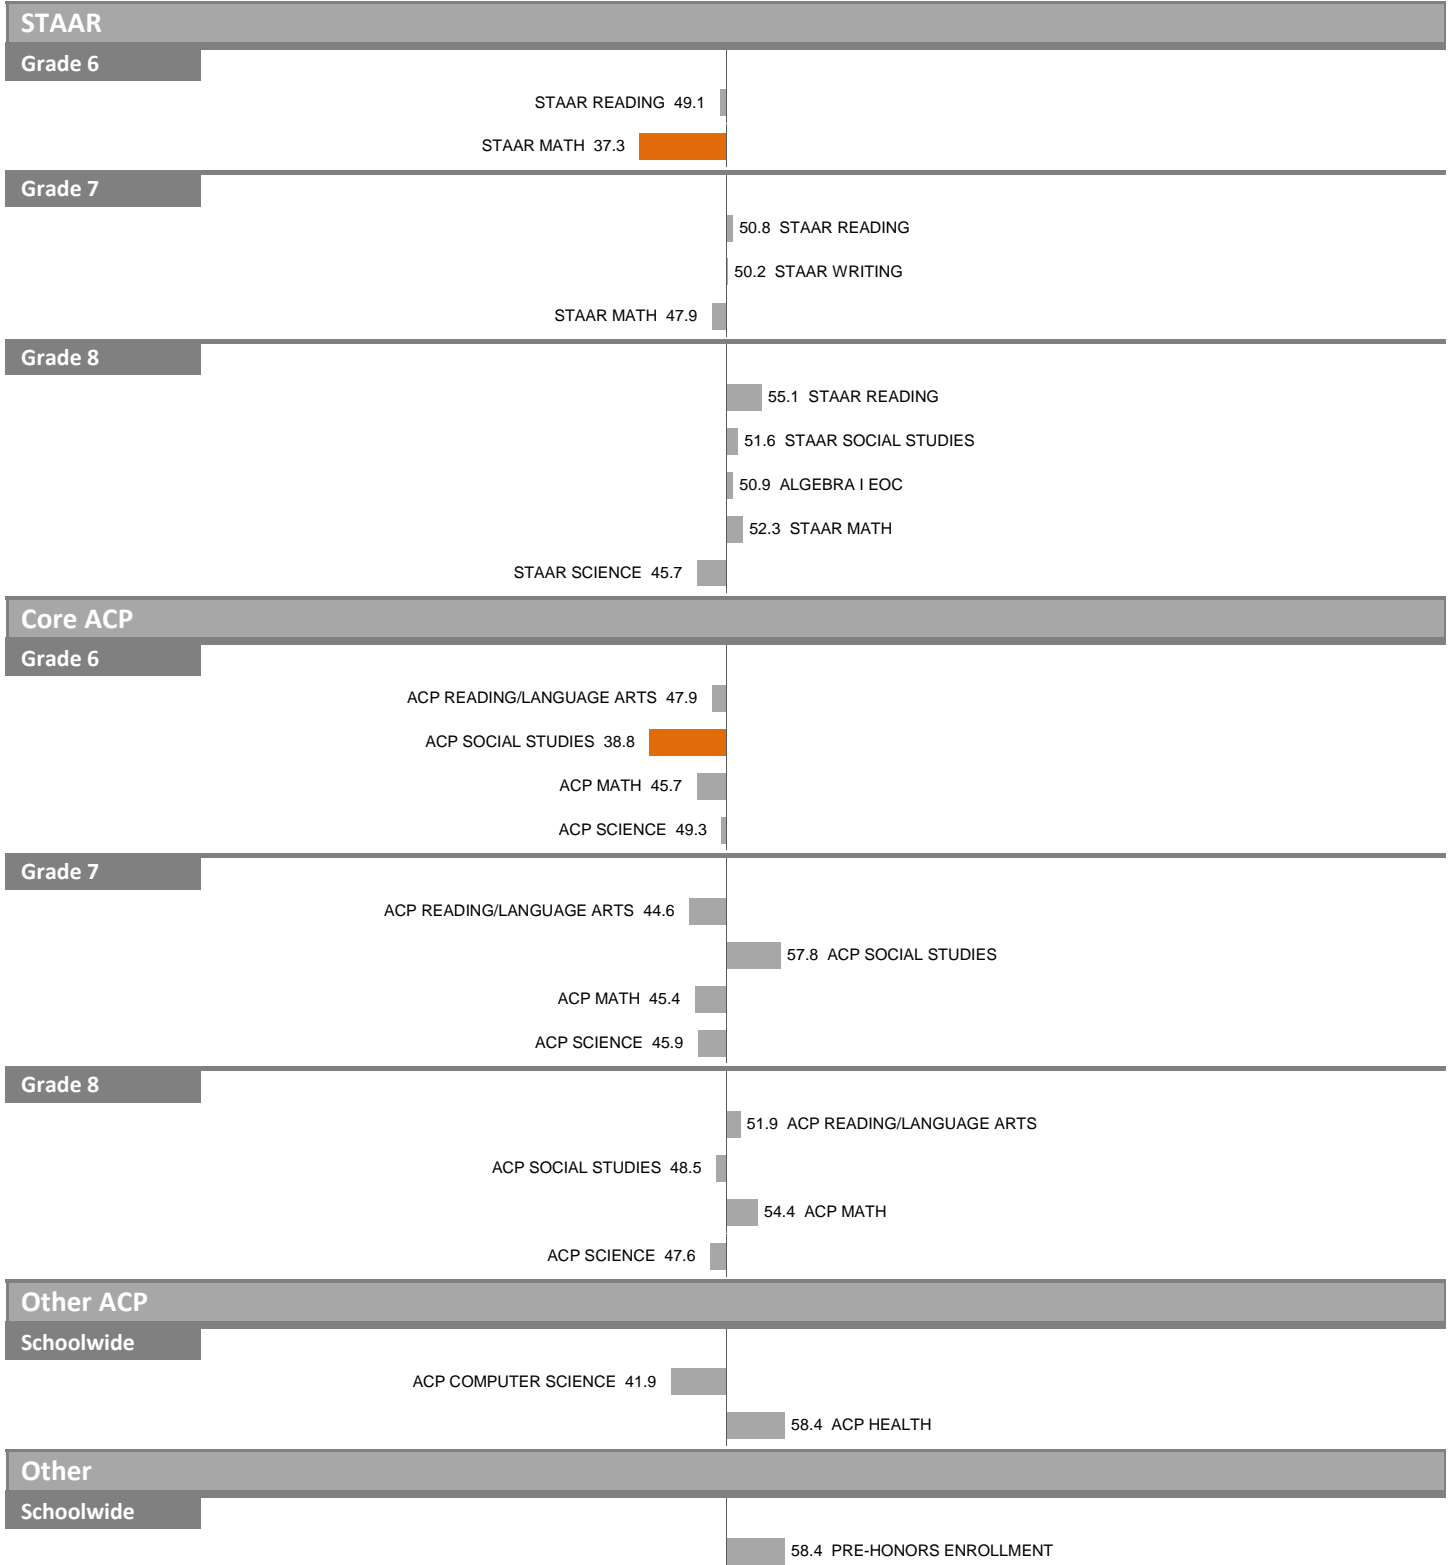 STAAR
Grade 6
STAAR READING 49.1
STAAR MATH 37.3
Grade 7
50.8 STAAR READING
50.2 STAAR WRITING
STAAR MATH 47.9
Grade 8
55.1 STAAR READING
51.6 STAAR SOCIAL STUDIES
50.9 ALGEBRA I EOC
52.3 STAAR MATH
STAAR SCIENCE 45.7
Core ACP
Grade 6
ACP READING/LANGUAGE ARTS 47.9
ACP SOCIAL STUDIES 38.8
ACP MATH 45.7
ACP SCIENCE 49.3
Grade 7
ACP READING/LANGUAGE ARTS 44.6
57.8 ACP SOCIAL STUDIES
ACP MATH 45.4
ACP SCIENCE 45.9
Grade 8
51.9 ACP READING/LANGUAGE ARTS
ACP SOCIAL STUDIES 48.5
54.4 ACP MATH
ACP SCIENCE 47.6
Other ACP
Schoolwide
ACP COMPUTER SCIENCE 41.9
58.4 ACP HEALTH
Other
Schoolwide
58.4 PRE-HONORS ENROLLMENT